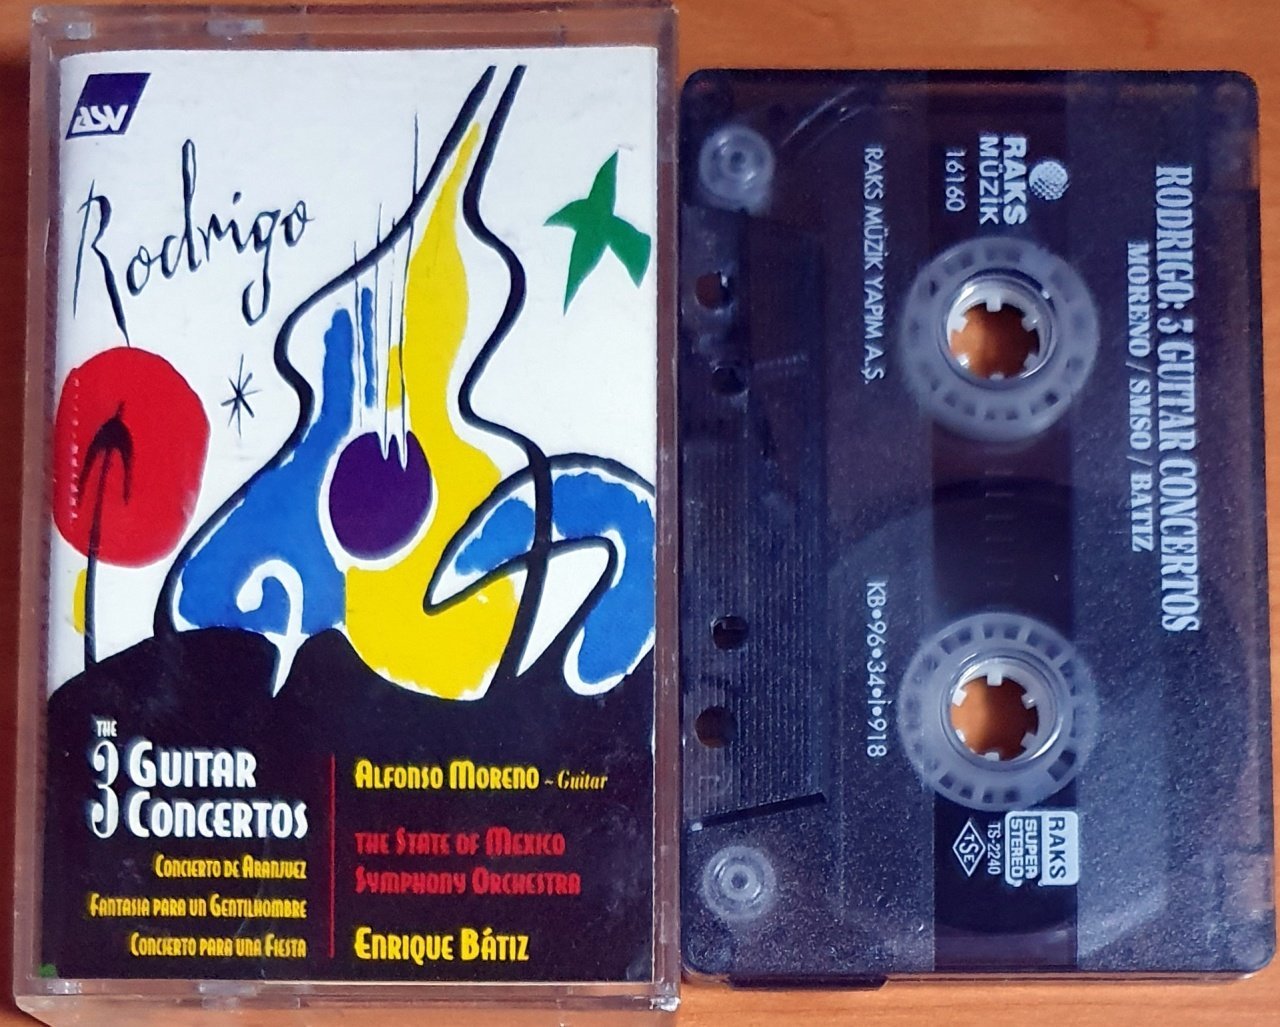 ASV
Rodrigo
THE
3 GUITAR
CONCERTOS
CONCIERTO DE ARANJUEZ
FANTASIA PARA UN GENTILHOMBRE
CONCIERTO PARA UNA FIESTA
ALFONSO MORENO ~ Guitar
THE STATE OF MEXICO
SYMPHONY ORCHESTRA
ENRIQUE BÁTIZ
RODRIGO: 3 GUITAR CONCERTOS
MORENO / SMSO / BATIZ
RAKS
MÜZİK
16160
RAKS MÜZİK YAPIM A.Ş.
KB•96•34•İ•918
RAKS
SUPER
STEREO
TS-2240
TSE